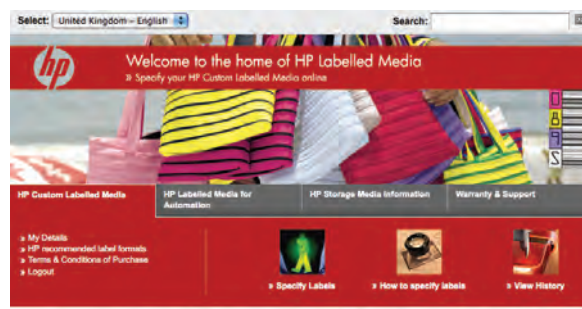 Select: United Kingdom – English
Search:
hp
Welcome to the home of HP Labelled Media
» Specify your HP Custom Labelled Media online
HP Custom Labelled Media
HP Labelled Media for
Automation
HP Storage Media Information
Warranty & Support
» My Details
» HP recommended label formats
» Terms & Conditions of Purchase
» Logout
» Specify Labels
» How to specify labels
» View History